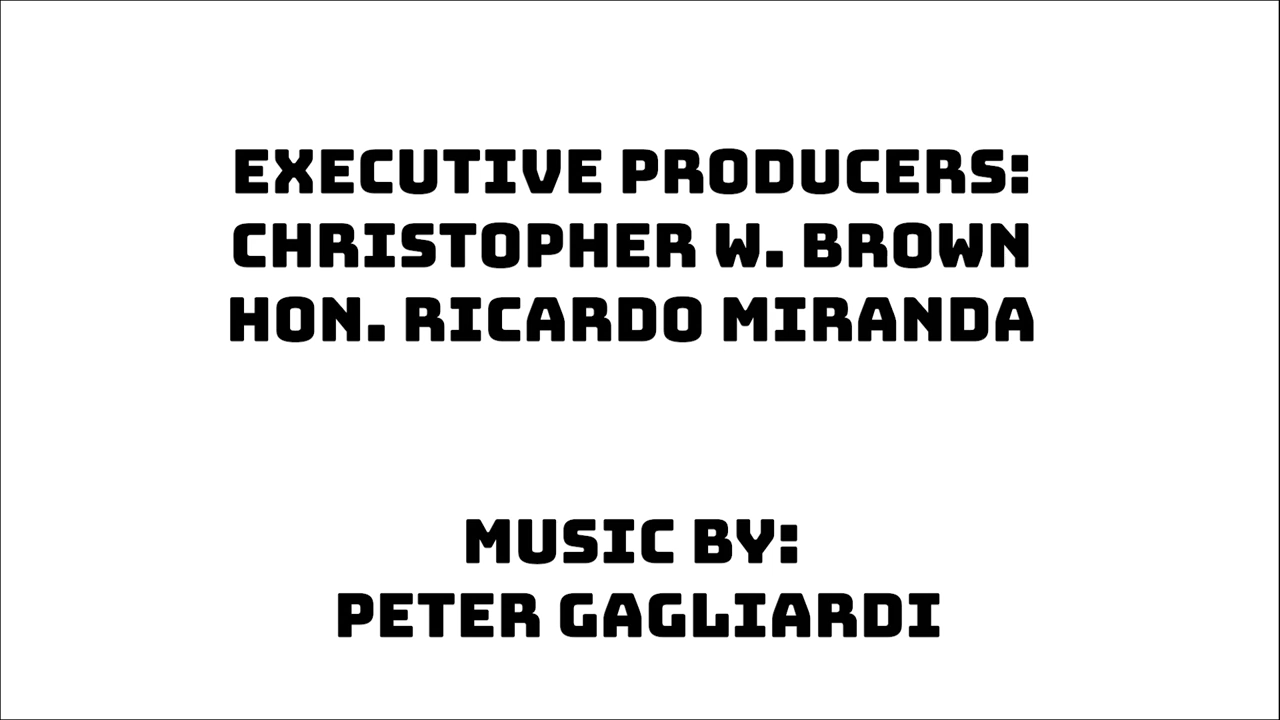 EXECUTIVE PRODUCERS:
CHRISTOPHER W. BROWN
HON. RICARDO MIRANDA
MUSIC BY:
PETER GAGLIARDI